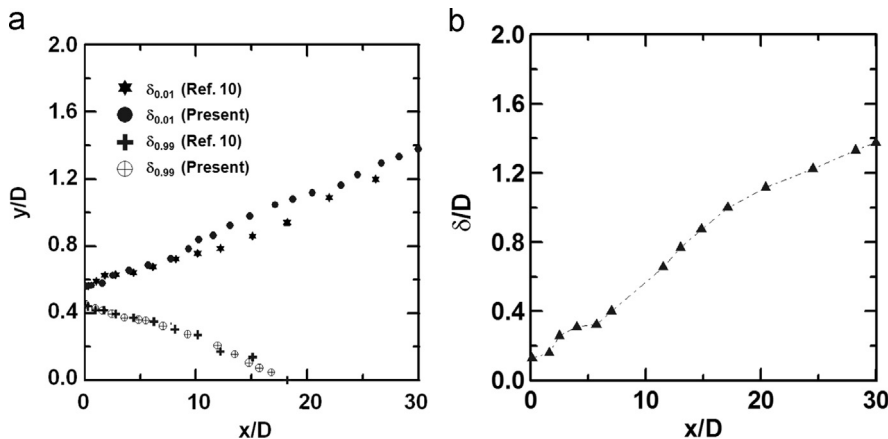 a
y/D
2.0
1.6
1.2
0.8
0.4
0.0
δ0.01 (Ref. 10)
δ0.01 (Present)
δ0.99 (Ref. 10)
δ0.99 (Present)
0 10 20 30
x/D
b
δ/D
2.0
1.6
1.2
0.8
0.4
0.0
0 10 20 30
x/D